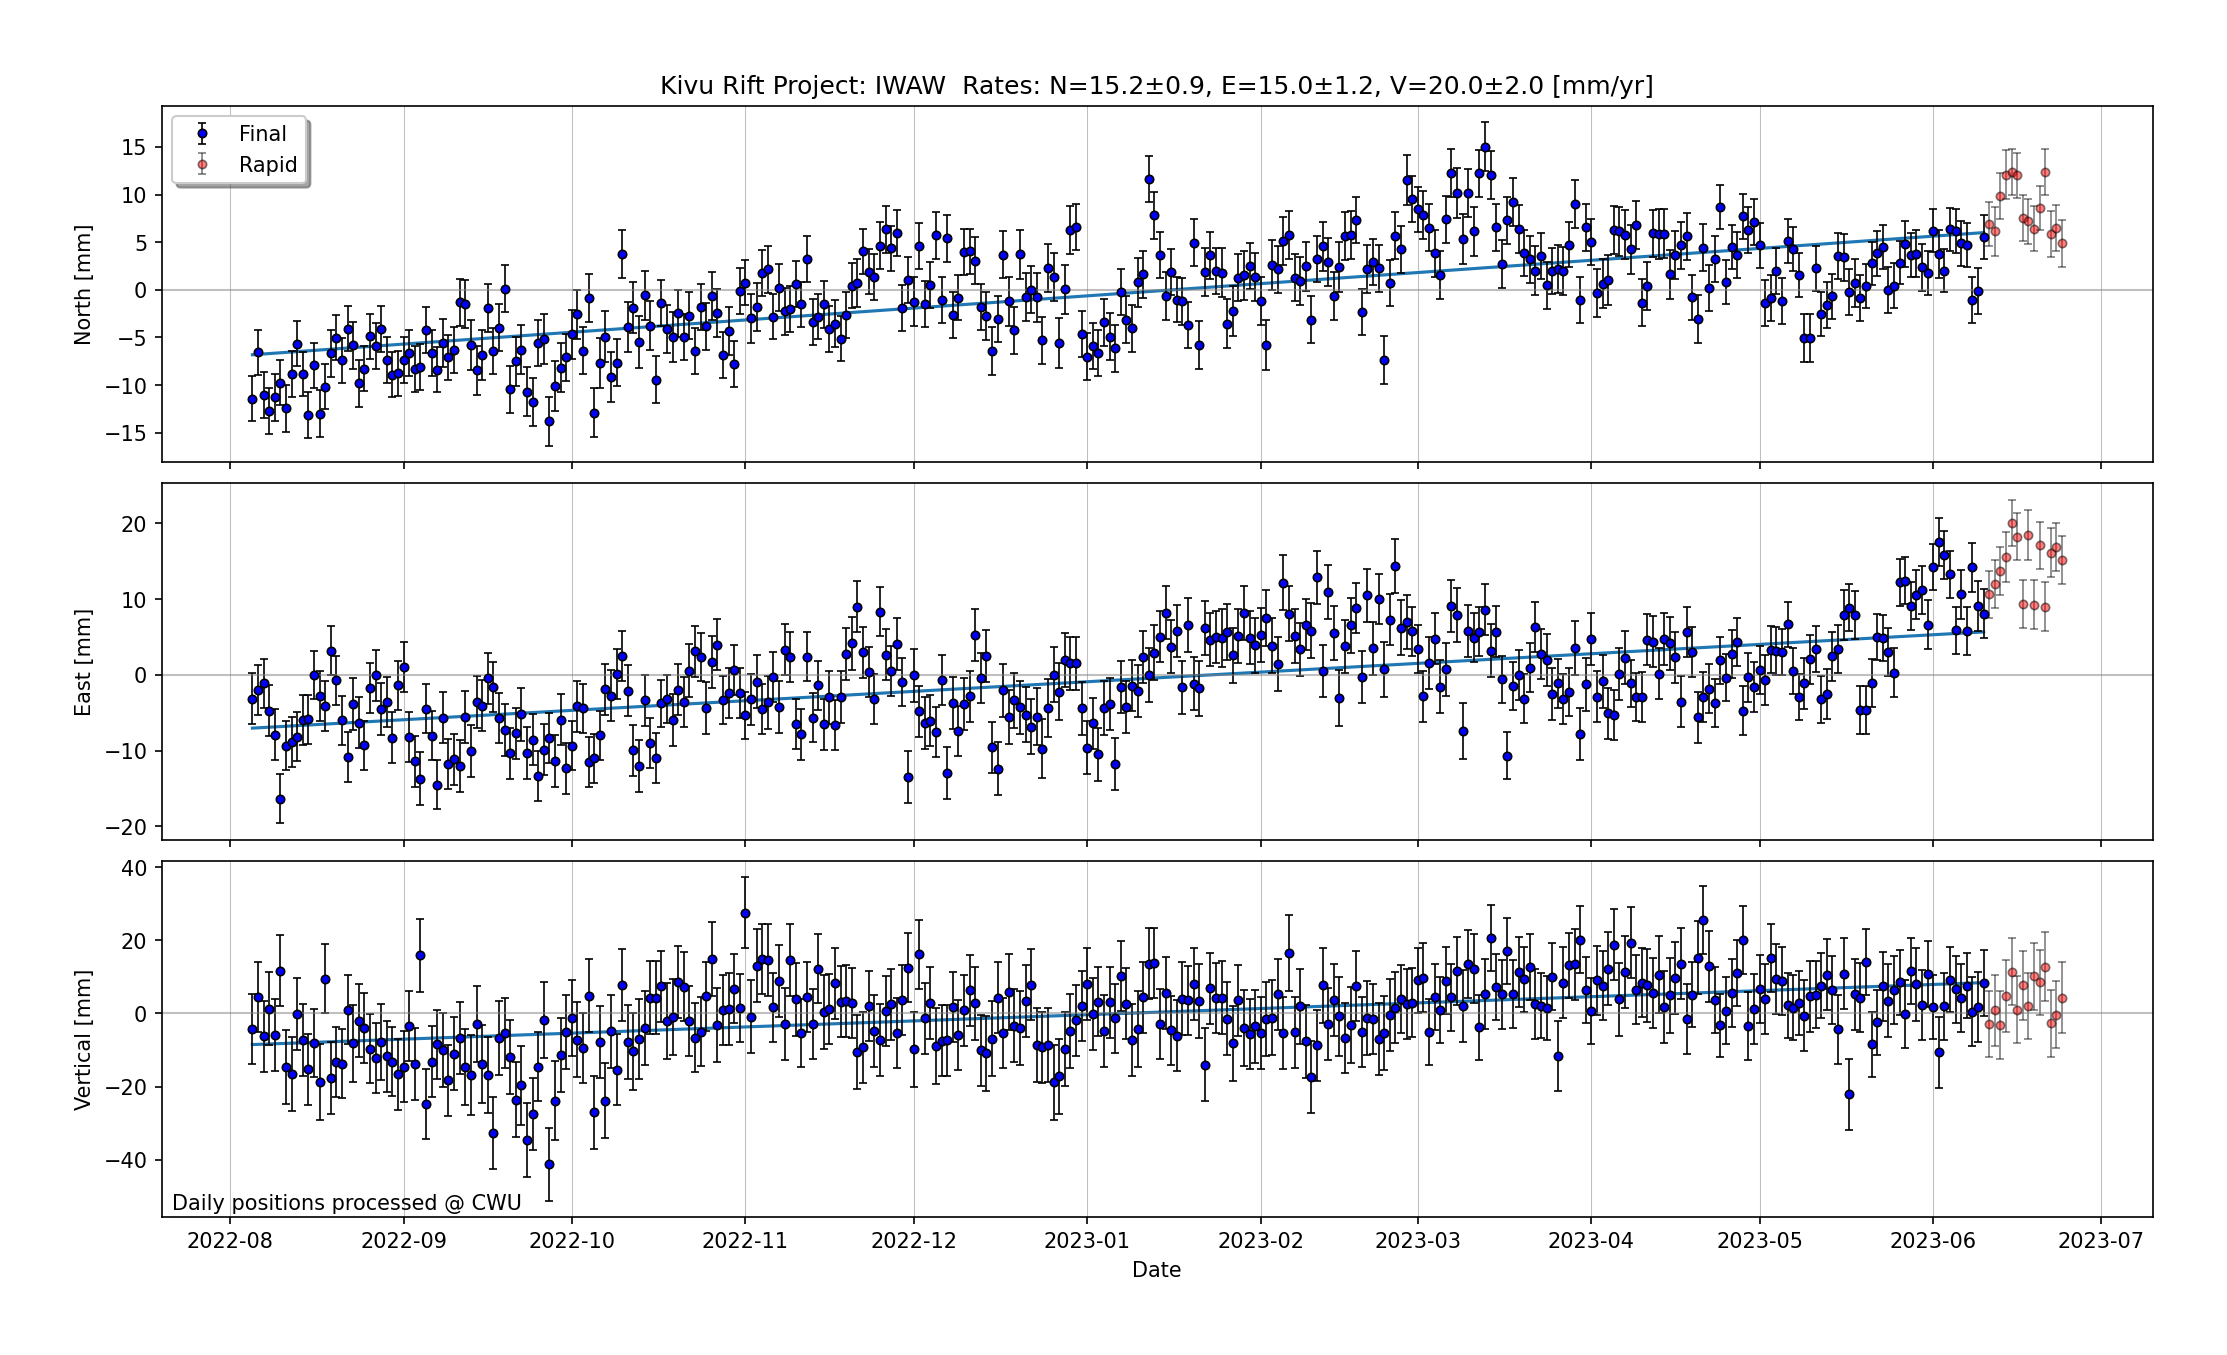 Kivu Rift Project: IWAW  Rates: N=15.2±0.9, E=15.0±1.2, V=20.0±2.0 [mm/yr]
Final
Rapid
North [mm]
15
10
5
0
−5
−10
−15
East [mm]
20
10
0
−10
−20
Vertical [mm]
40
20
0
−20
−40
Daily positions processed @ CWU
2022-08 2022-09 2022-10 2022-11 2022-12 2023-01 2023-02 2023-03 2023-04 2023-05 2023-06 2023-07
Date